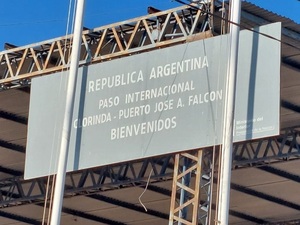 REPUBLICA ARGENTINA
PASO INTERNACIONAL
CLORINDA - PUERTO JOSE A. FALCON
BIENVENIDOS